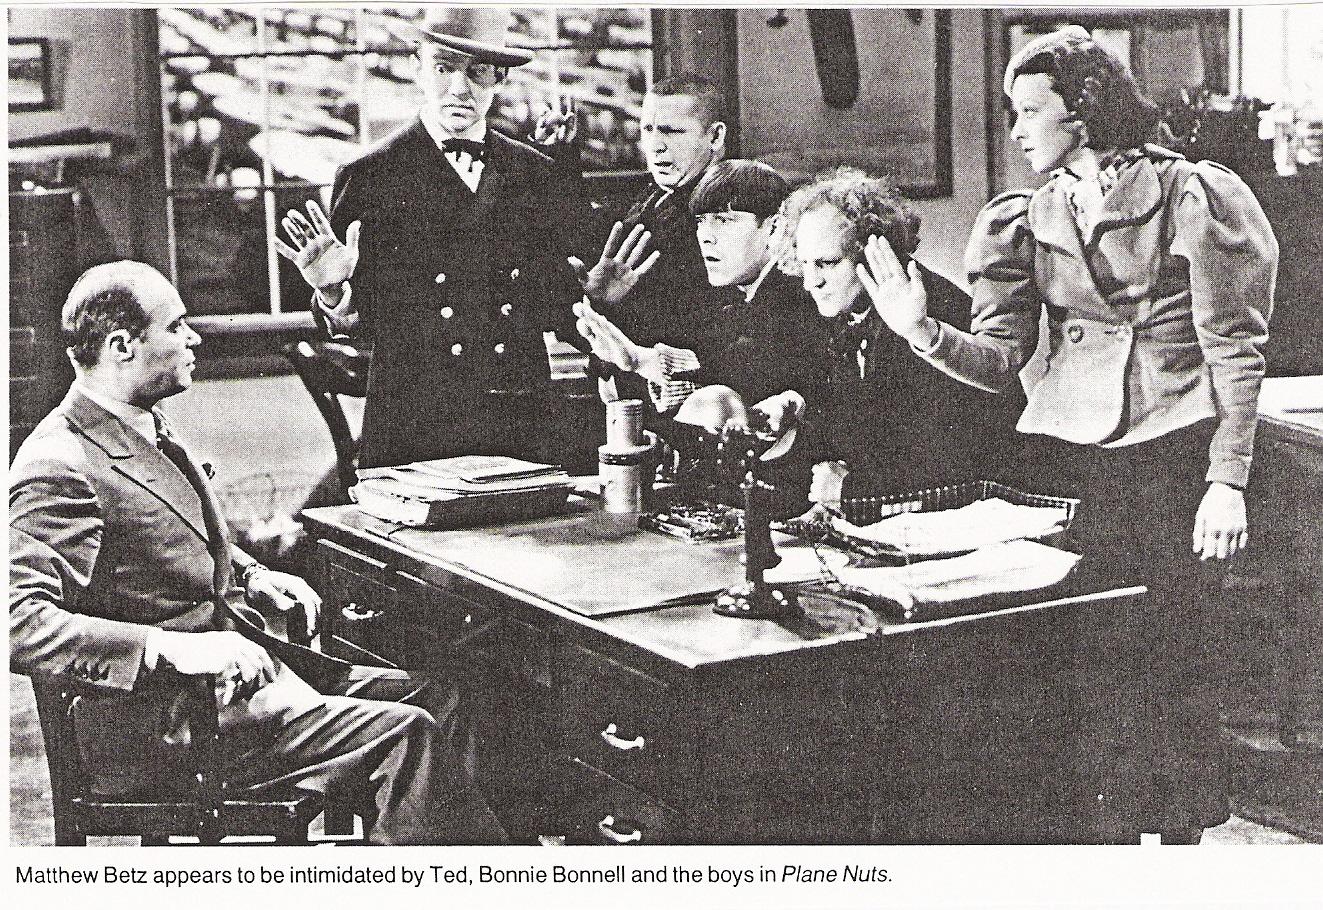 Matthew Betz appears to be intimidated by Ted, Bonnie Bonnell and the boys in Plane Nuts.